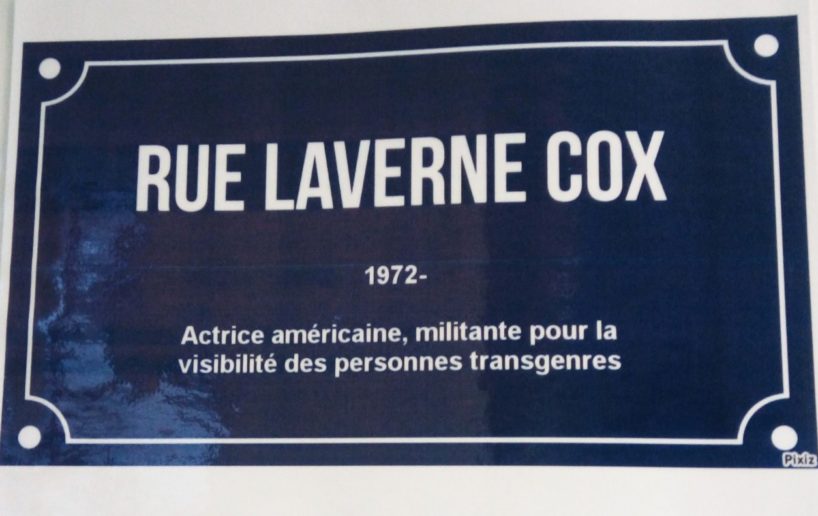 RUE LAVERNE COX
1972-
Actrice américaine, militante pour la
visibilité des personnes transgenres
Pixiz